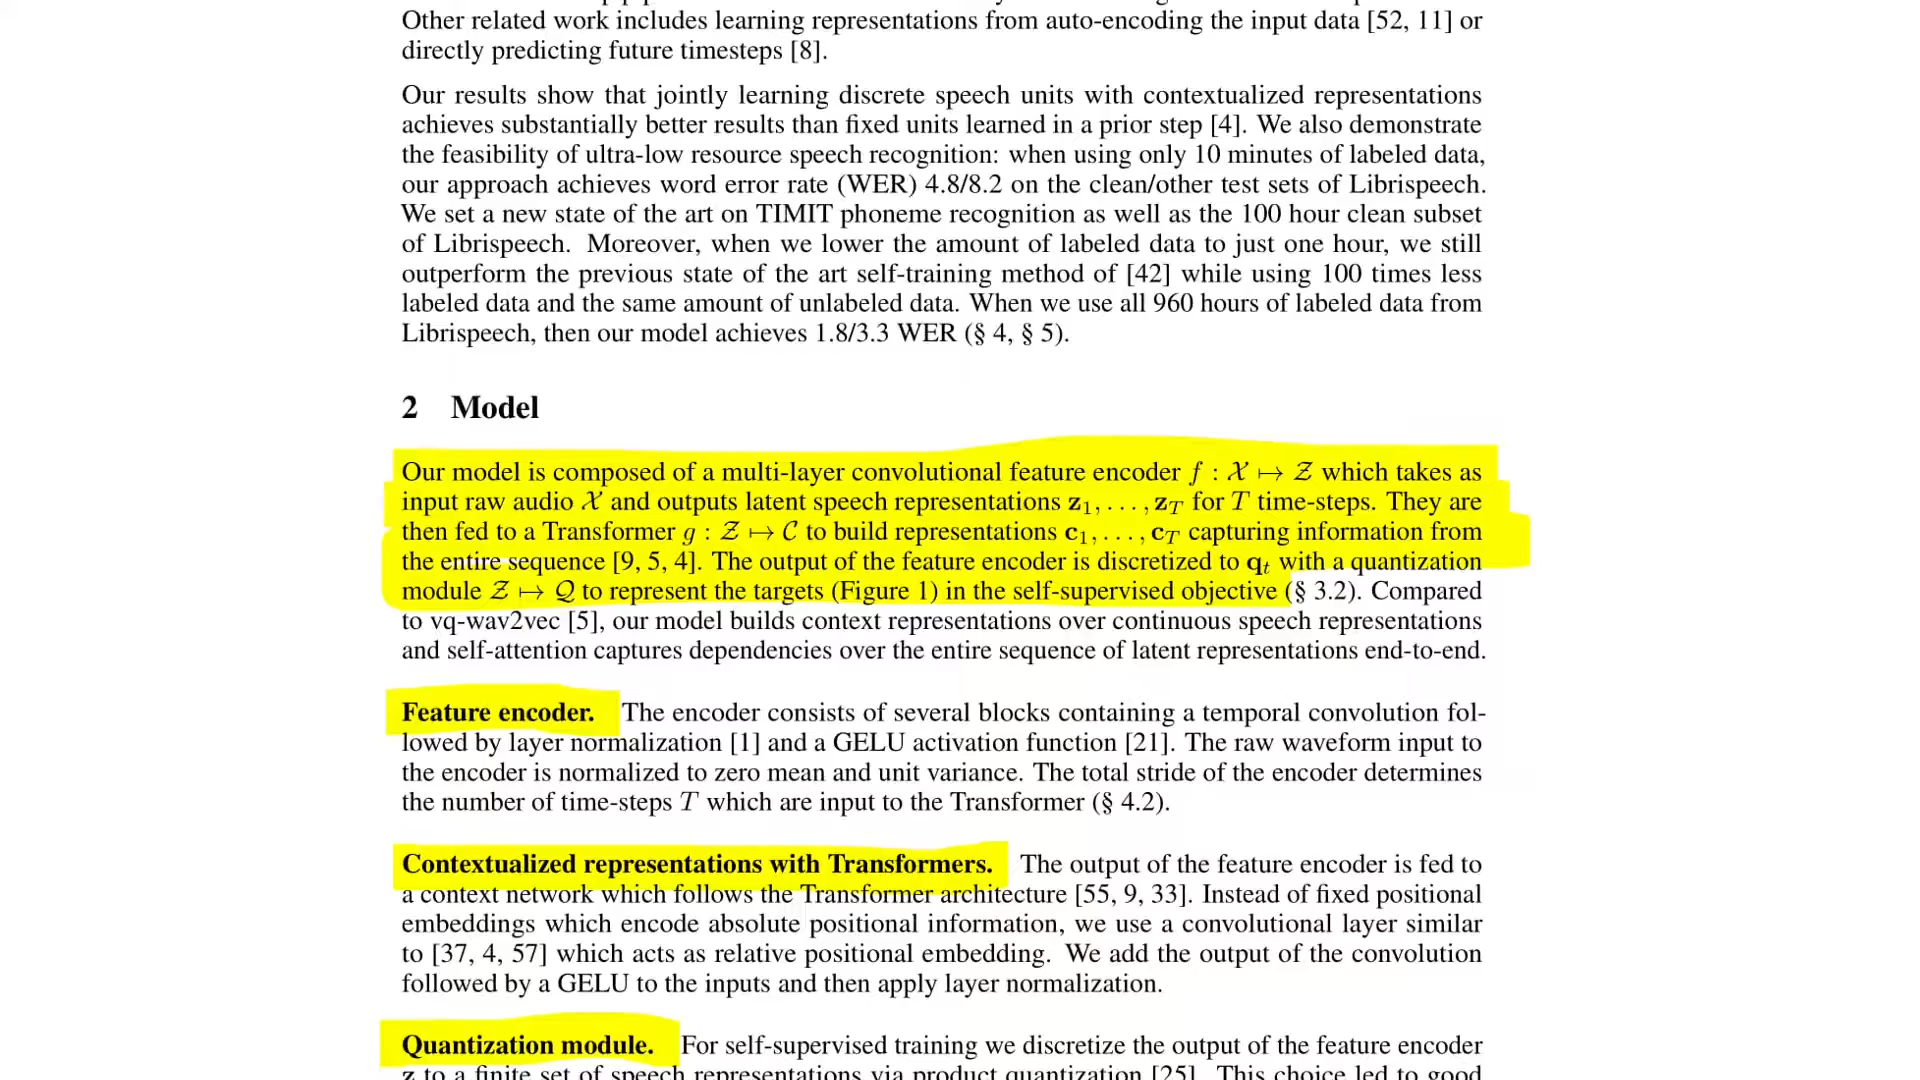 Other related work includes learning representations from auto-encoding the input data [52, 11] or
directly predicting future timesteps [8].
Our results show that jointly learning discrete speech units with contextualized representations
achieves substantially better results than fixed units learned in a prior step [4]. We also demonstrate
the feasibility of ultra-low resource speech recognition: when using only 10 minutes of labeled data,
our approach achieves word error rate (WER) 4.8/8.2 on the clean/other test sets of Librispeech.
We set a new state of the art on TIMIT phoneme recognition as well as the 100 hour clean subset
of Librispeech. Moreover, when we lower the amount of labeled data to just one hour, we still
outperform the previous state of the art self-training method of [42] while using 100 times less
labeled data and the same amount of unlabeled data. When we use all 960 hours of labeled data from
Librispeech, then our model achieves 1.8/3.3 WER (§ 4, § 5).
2 Model
Our model is composed of a multi-layer convolutional feature encoder f : 𝒳 ↦ 𝒵 which takes as
input raw audio 𝒳 and outputs latent speech representations z₁, . . . , z_T for T time-steps. They are
then fed to a Transformer g : 𝒵 ↦ 𝒞 to build representations c₁, . . . , c_T capturing information from
the entire sequence [9, 5, 4]. The output of the feature encoder is discretized to q_t with a quantization
module 𝒵 ↦ 𝒬 to represent the targets (Figure 1) in the self-supervised objective (§ 3.2). Compared
to vq-wav2vec [5], our model builds context representations over continuous speech representations
and self-attention captures dependencies over the entire sequence of latent representations end-to-end.
Feature encoder. The encoder consists of several blocks containing a temporal convolution fol-
lowed by layer normalization [1] and a GELU activation function [21]. The raw waveform input to
the encoder is normalized to zero mean and unit variance. The total stride of the encoder determines
the number of time-steps T which are input to the Transformer (§ 4.2).
Contextualized representations with Transformers. The output of the feature encoder is fed to
a context network which follows the Transformer architecture [55, 9, 33]. Instead of fixed positional
embeddings which encode absolute positional information, we use a convolutional layer similar
to [37, 4, 57] which acts as relative positional embedding. We add the output of the convolution
followed by a GELU to the inputs and then apply layer normalization.
Quantization module. For self-supervised training we discretize the output of the feature encoder
z to a finite set of speech representations via product quantization [25]. This choice led to good